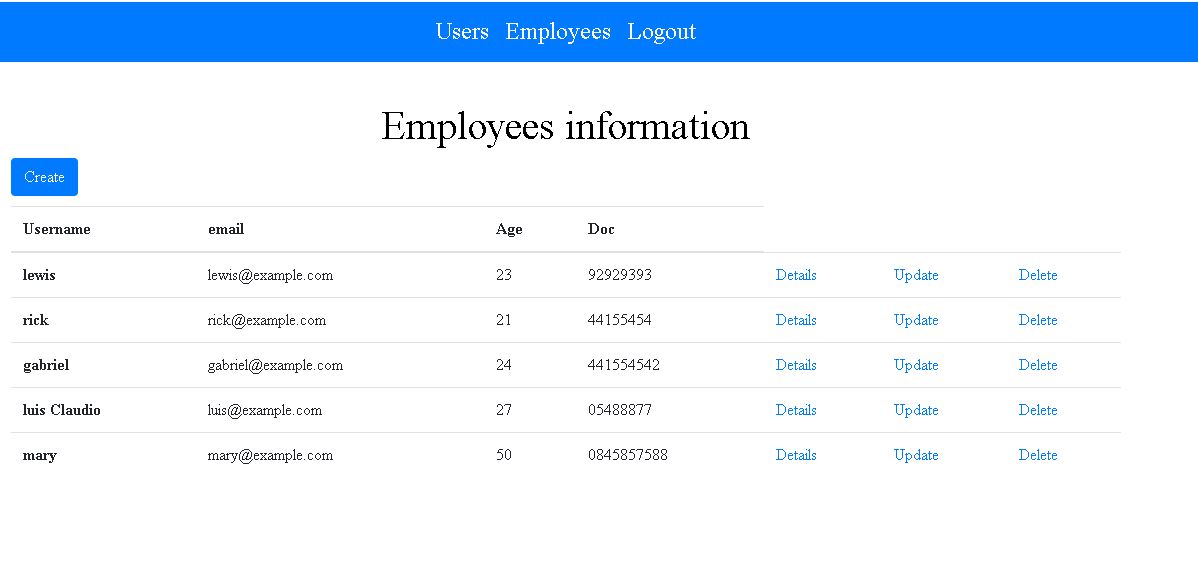 Users Employees Logout
Employees information
Create
Username email Age Doc
lewis lewis@example.com 23 92929393 Details Update Delete
rick rick@example.com 21 44155454 Details Update Delete
gabriel gabriel@example.com 24 441554542 Details Update Delete
luis Claudio luis@example.com 27 05488877 Details Update Delete
mary mary@example.com 50 0845857588 Details Update Delete